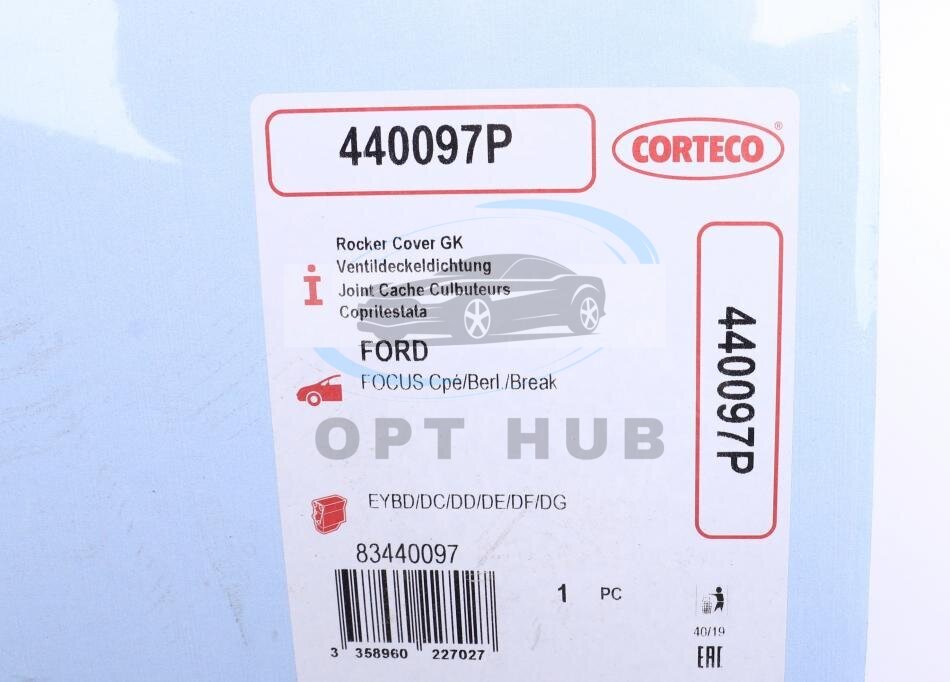 440097P
CORTECO®
Rocker Cover GK
Ventildeckeldichtung
Joint Cache Culbuteurs
Copritestata
FORD
FOCUS Cpé/Berl./Break
440097P
OPT HUB
EYBD/DC/DD/DE/DF/DG
83440097
1 PC
3 358960 227027
40/19
EAC